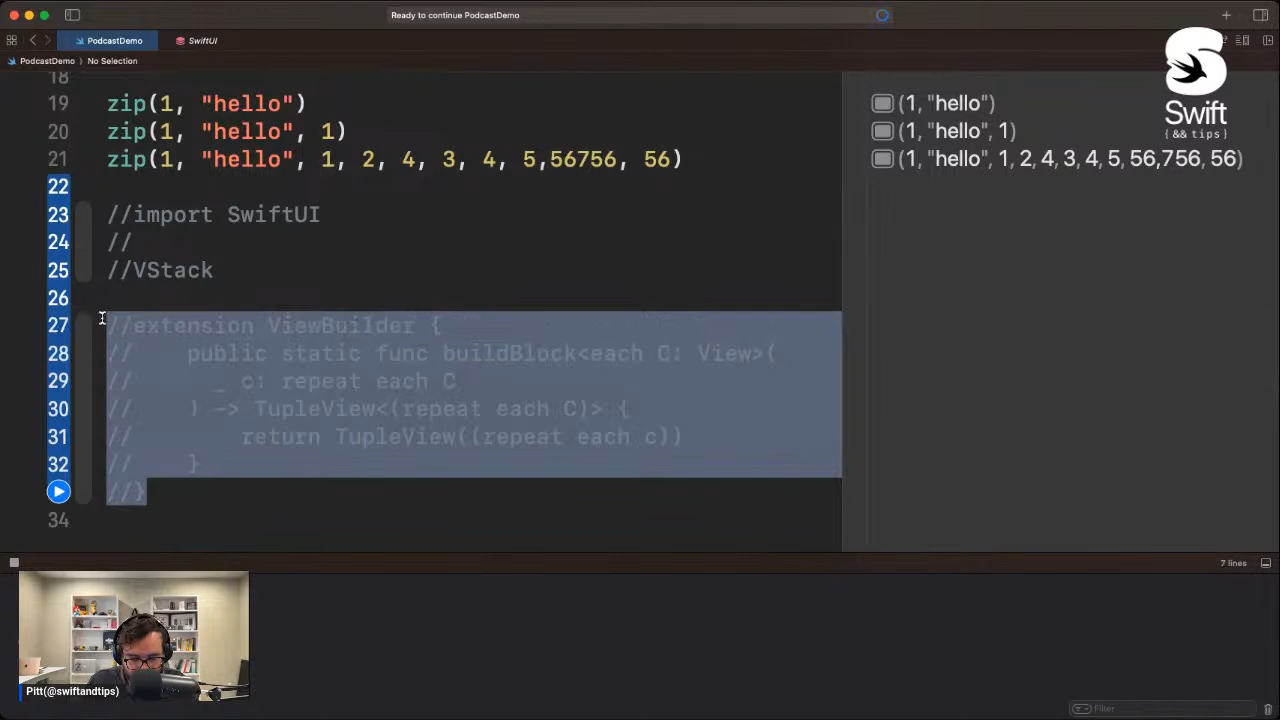 Ready to continue PodcastDemo
PodcastDemo
SwiftUI
PodcastDemo
No Selection
Swift
{ && tips }
18
19 zip(1, "hello")
(1, "hello")
20 zip(1, "hello", 1)
(1, "hello", 1)
21 zip(1, "hello", 1, 2, 4, 3, 4, 5,56756, 56)
(1, "hello", 1, 2, 4, 3, 4, 5, 56,756, 56)
22
23 //import SwiftUI
24 //
25 //VStack
26
27 //extension ViewBuilder {
28 // public static func buildBlock<each C: View>(
29 // _ c: repeat each C
30 // ) -> TupleView<(repeat each C)> {
31 // return TupleView((repeat each c))
32 // }
//}
34
7 lines
Pitt(@swiftandtips)
Filter